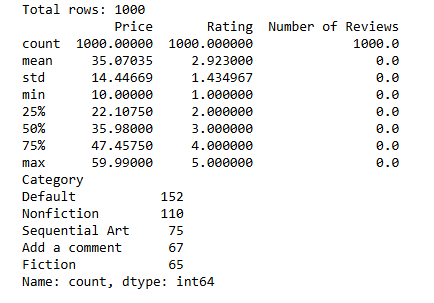 Total rows: 1000
             Price       Rating  Number of Reviews
count  1000.00000  1000.000000             1000.0
mean     35.07035     2.923000                0.0
std      14.44669     1.434967                0.0
min      10.00000     1.000000                0.0
25%      22.10750     2.000000                0.0
50%      35.98000     3.000000                0.0
75%      47.45750     4.000000                0.0
max      59.99000     5.000000                0.0
Category
Default           152
Nonfiction        110
Sequential Art     75
Add a comment      67
Fiction            65
Name: count, dtype: int64